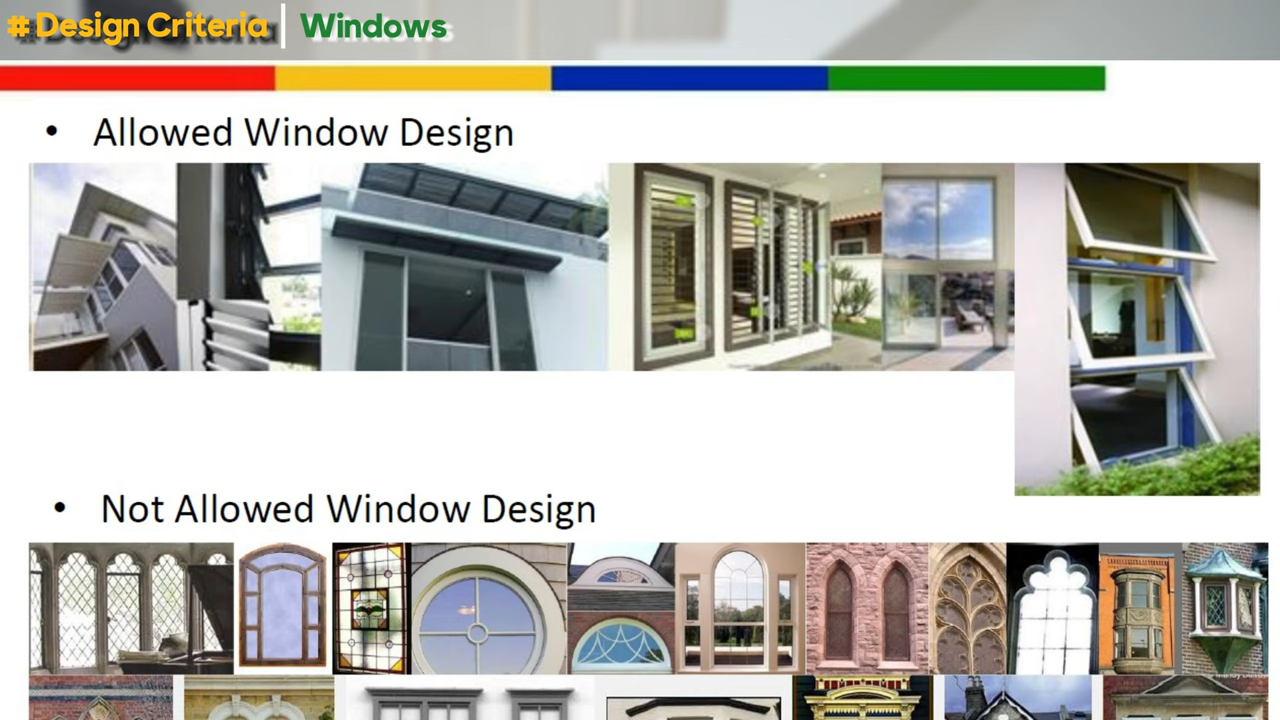 # Design Criteria | Windows
• Allowed Window Design
• Not Allowed Window Design